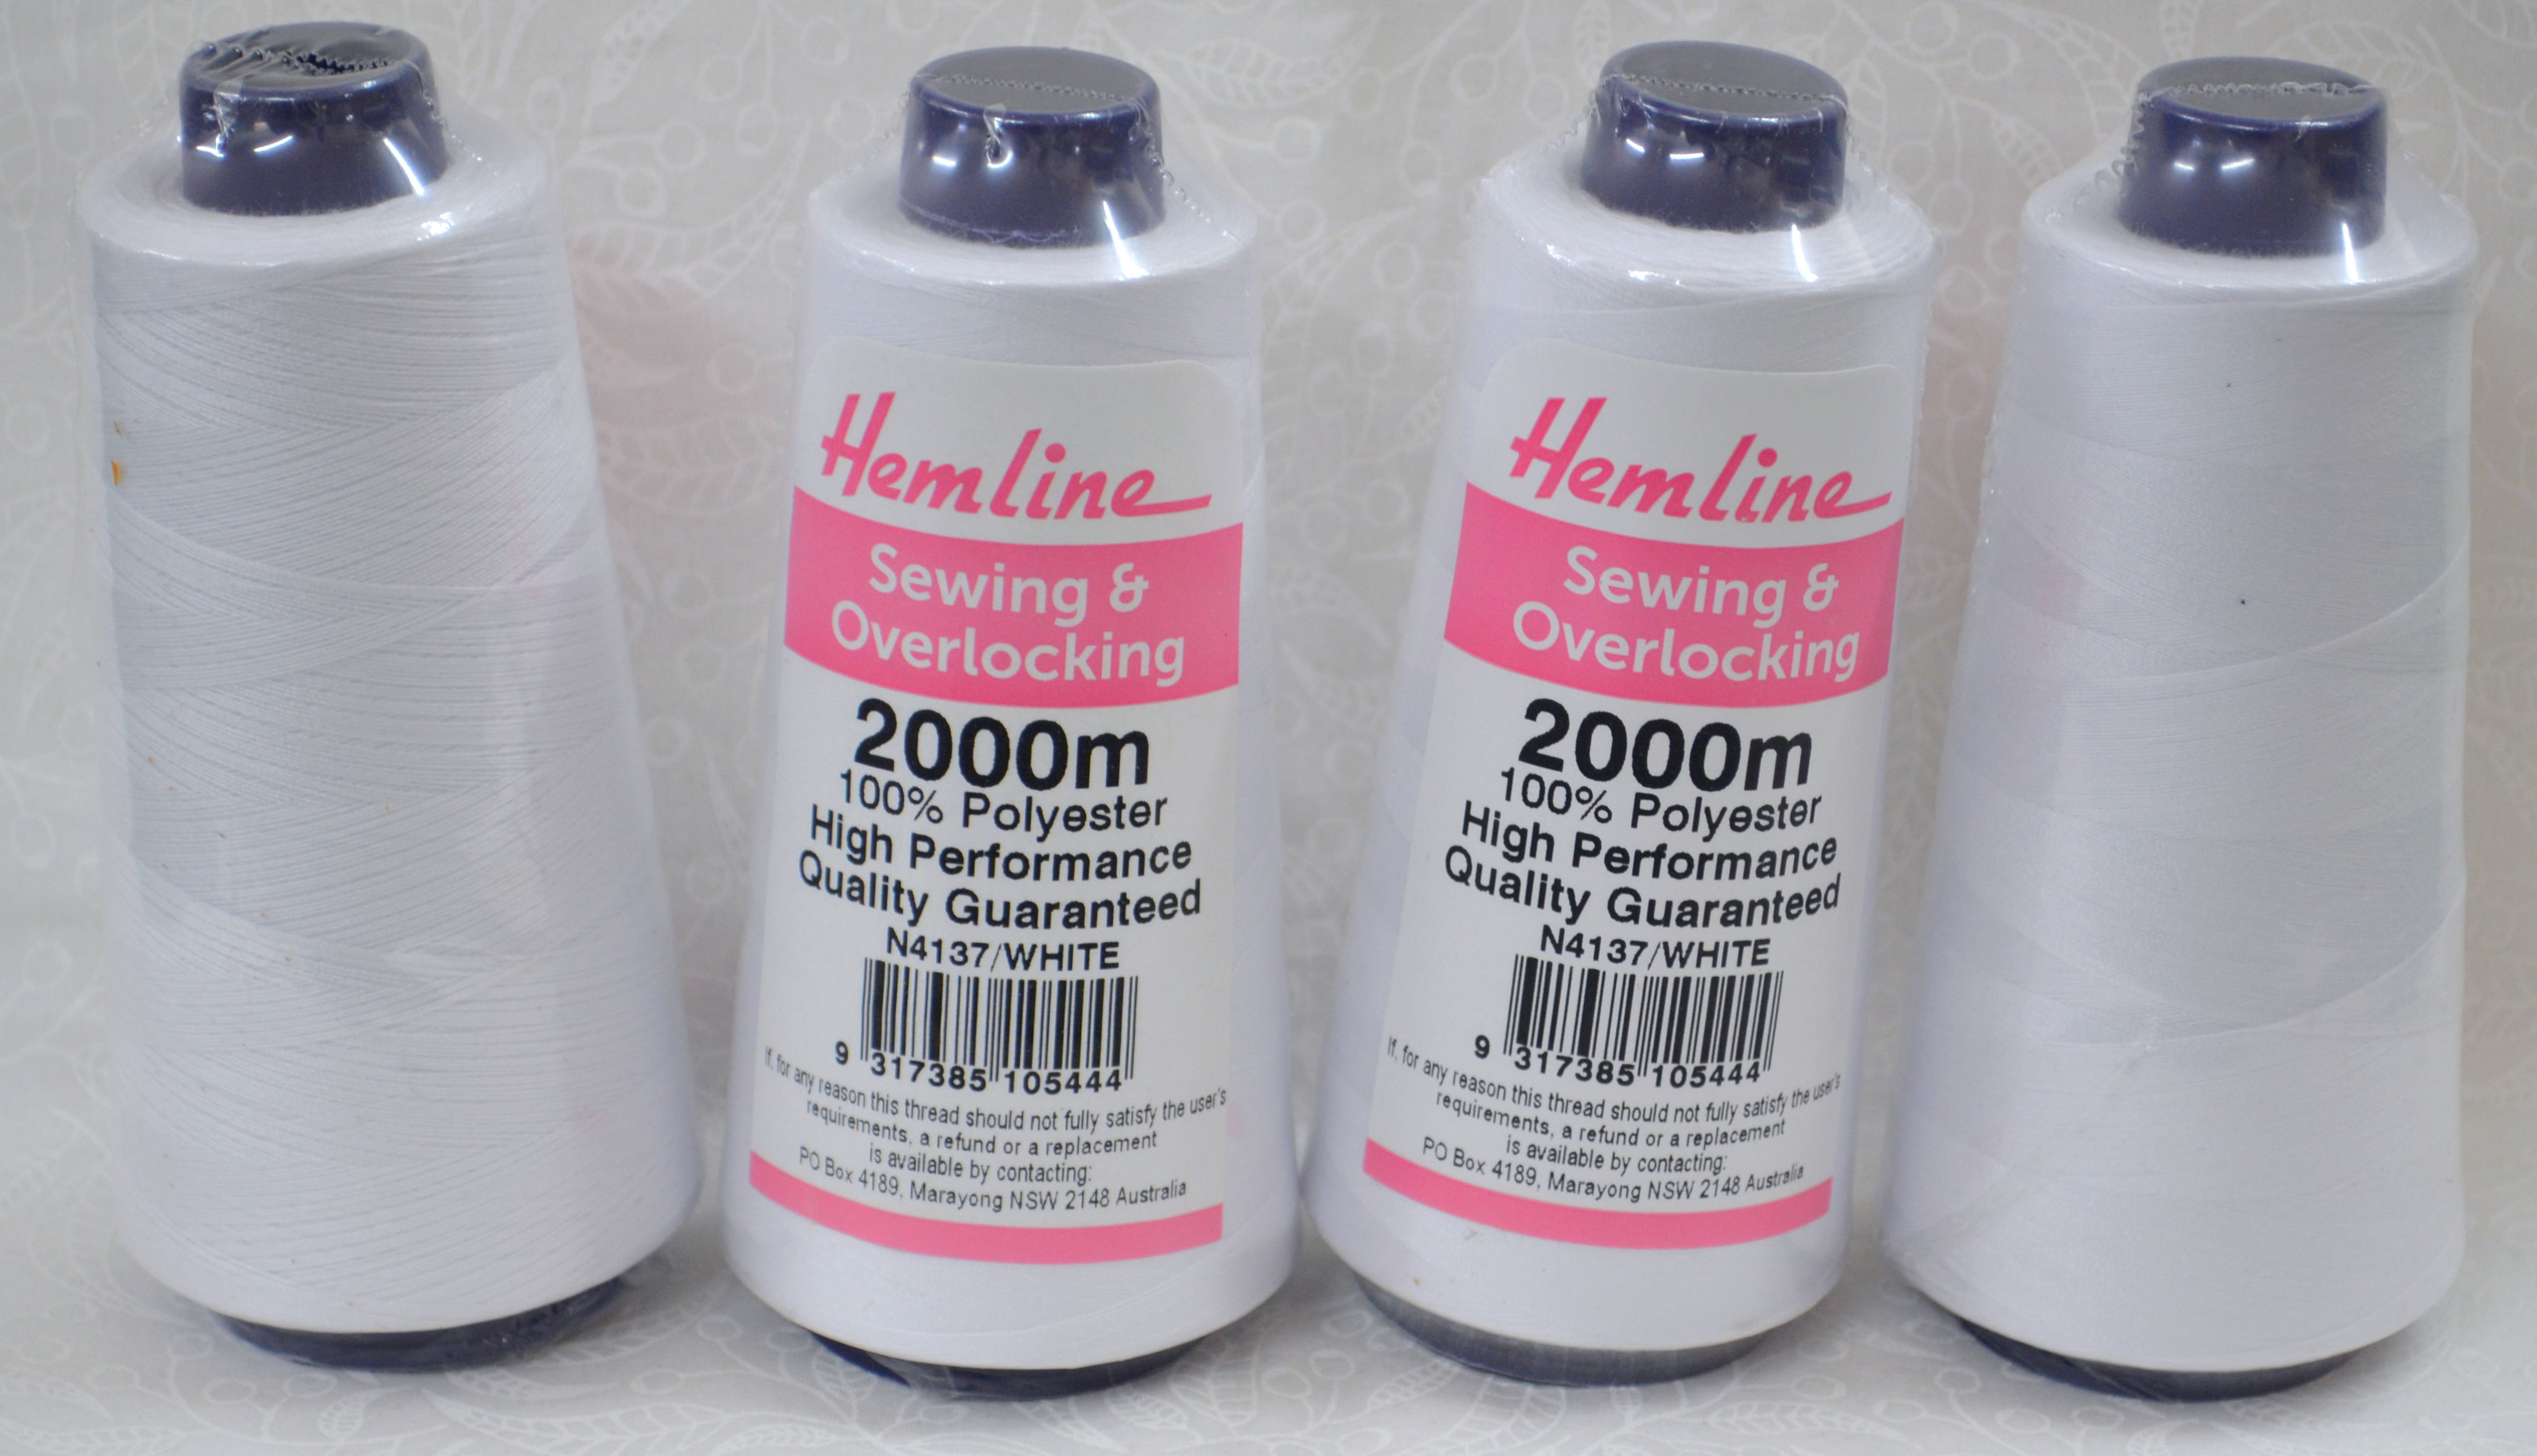 Hemline
Sewing &
Overlocking
2000m
100% Polyester
High Performance
Quality Guaranteed
N4137/WHITE
9 317385 105444
If, for any reason this thread should not fully satisfy the user's
requirements, a refund or a replacement
is available by contacting:
PO Box 4189, Marayong NSW 2148 Australia
Hemline
Sewing &
Overlocking
2000m
100% Polyester
High Performance
Quality Guaranteed
N4137/WHITE
9 317385 105444
If, for any reason this thread should not fully satisfy the user's
requirements, a refund or a replacement
is available by contacting:
PO Box 4189, Marayong NSW 2148 Australia